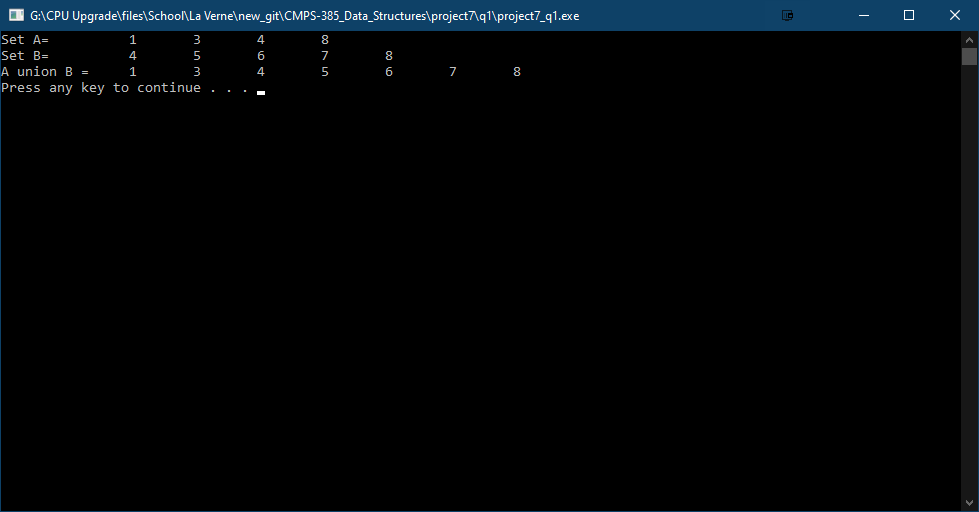 G:\CPU Upgrade\files\School\La Verne\new_git\CMPS-385_Data_Structures\project7\q1\project7_q1.exe
Set A=          1       3       4       8
Set B=          4       5       6       7       8
A union B =     1       3       4       5       6       7       8
Press any key to continue . . .